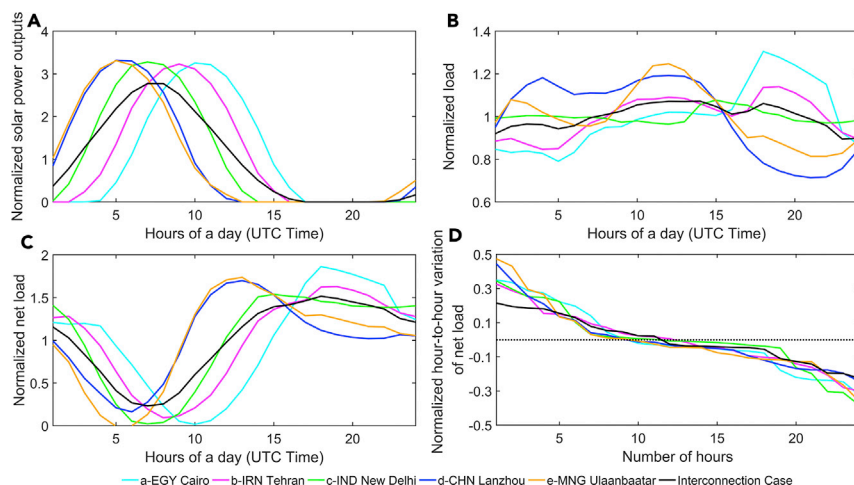 A
Normalized solar power outputs
4
3
2
1
0
5
10
15
20
Hours of a day (UTC Time)
B
Normalized load
1.4
1.2
1
0.8
0.6
5
10
15
20
Hours of a day (UTC Time)
C
Normalized net load
2
1.5
1
0.5
0
5
10
15
20
Hours of a day (UTC Time)
D
Normalized hour-to-hour variation
of net load
0.5
0.3
0.1
-0.1
-0.3
-0.5
5
10
15
20
Number of hours
a-EGY Cairo b-IRN Tehran c-IND New Delhi d-CHN Lanzhou e-MNG Ulaanbaatar Interconnection Case